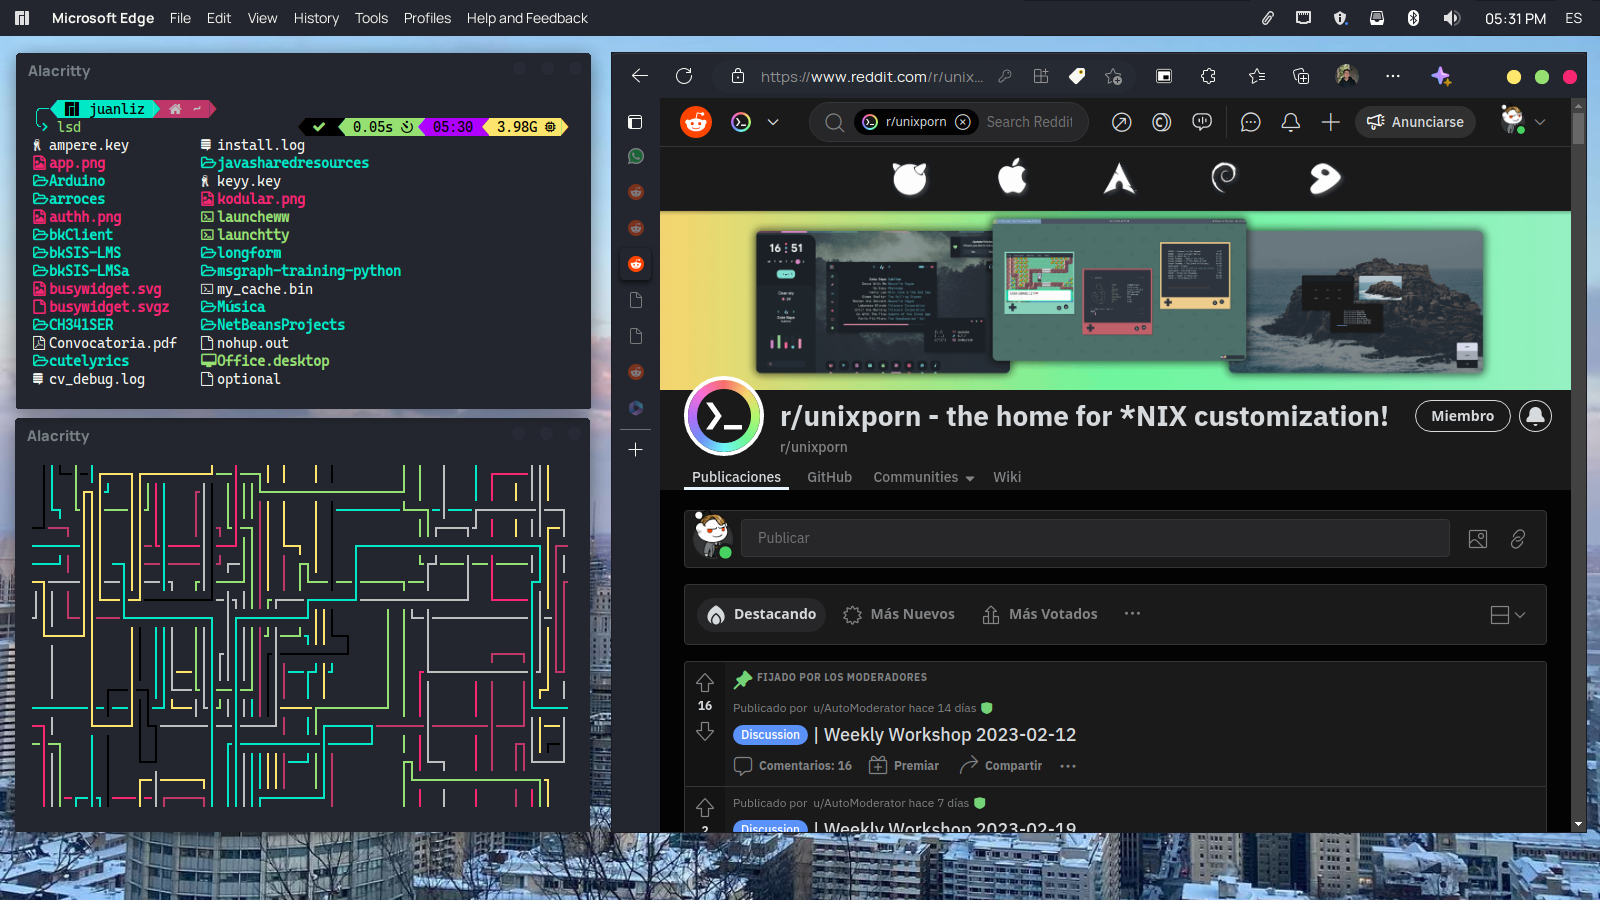 Microsoft Edge File Edit View History Tools Profiles Help and Feedback 05:31 PM ES
Alacritty
juanliz ~
lsd 0.05s 05:30 3.98G
ampere.key install.log
app.png javasharedresources
Arduino keyy.key
arroces kodular.png
authh.png launcheww
bkClient launchtty
bkSIS-LMS longform
bkSIS-LMSa msgraph-training-python
busywidget.svg my_cache.bin
busywidget.svgz Música
CH341SER NetBeansProjects
Convocatoria.pdf nohup.out
cutelyrics Office.desktop
cv_debug.log optional
Alacritty
https://www.reddit.com/r/unix...
r/unixporn Search Reddit Anunciarse
16 51
r/unixporn - the home for *NIX customization! Miembro
r/unixporn
Publicaciones GitHub Communities Wiki
Publicar
Destacando Más Nuevos Más Votados ...
FIJADO POR LOS MODERADORES
16 Publicado por u/AutoModerator hace 14 días
Discussion | Weekly Workshop 2023-02-12
Comentarios: 16 Premiar Compartir ...
Publicado por u/AutoModerator hace 7 días
2 Discussion | Weekly Workshop 2023-02-19